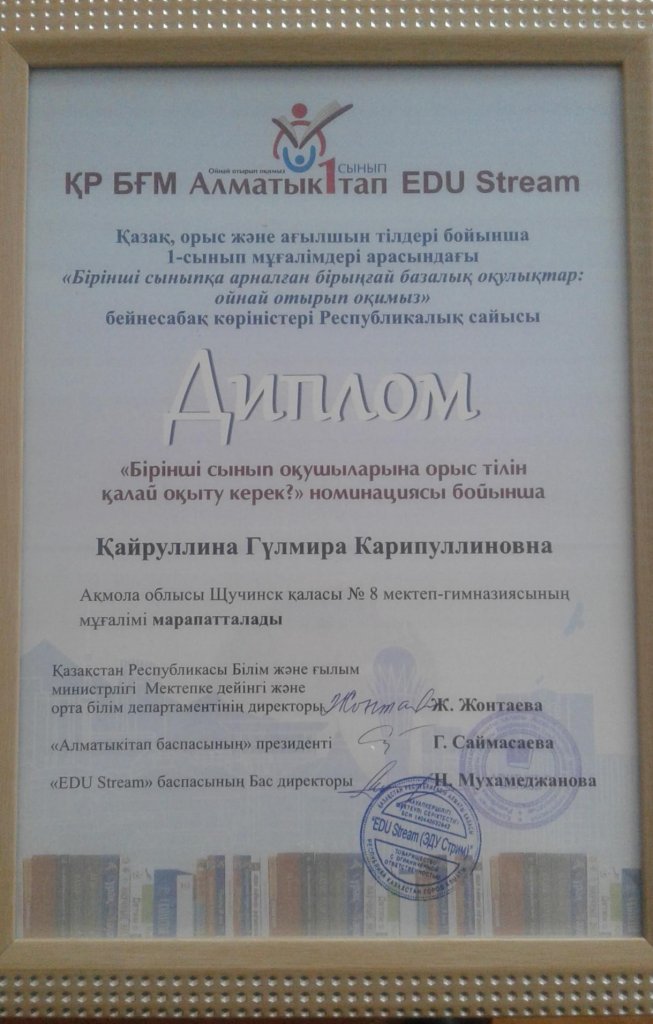 Ойнай отырып оқимыз
1 СЫНЫП
ҚР БҒМ Алматыкітап EDU Stream
Қазақ, орыс және ағылшын тілдері бойынша
1-сынып мұғалімдері арасындағы
«Бірінші сыныпқа арналған бірыңғай базалық оқулықтар:
ойнай отырып оқимыз»
бейнесабақ көріністері Республикалық сайысы
Диплом
«Бірінші сынып оқушыларына орыс тілін
қалай оқыту керек?» номинациясы бойынша
Қайруллина Гүлмира Карипуллиновна
Ақмола облысы Щучинск қаласы № 8 мектеп-гимназиясының
мұғалімі марапатталады
Қазақстан Республикасы Білім және ғылым
министрлігі Мектепке дейінгі және
орта білім департаментінің директоры Ж. Жонтаева
«Алматыкітап баспасының» президенті Г. Саймасаева
«EDU Stream» баспасының Бас директоры Н. Мухамеджанова
"EDU Stream (ЭДУ Стрим)"
ТОВАРИЩЕСТВО
С ОГРАНИЧЕННОЙ
ОТВЕТСТВЕННОСТЬЮ